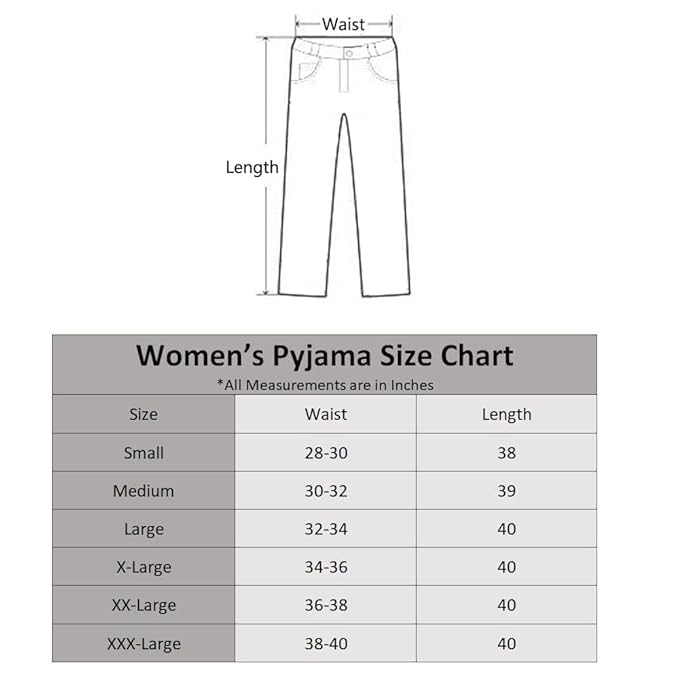 Waist
Length
Women's Pyjama Size Chart
*All Measurements are in Inches
Size Waist Length
Small 28-30 38
Medium 30-32 39
Large 32-34 40
X-Large 34-36 40
XX-Large 36-38 40
XXX-Large 38-40 40